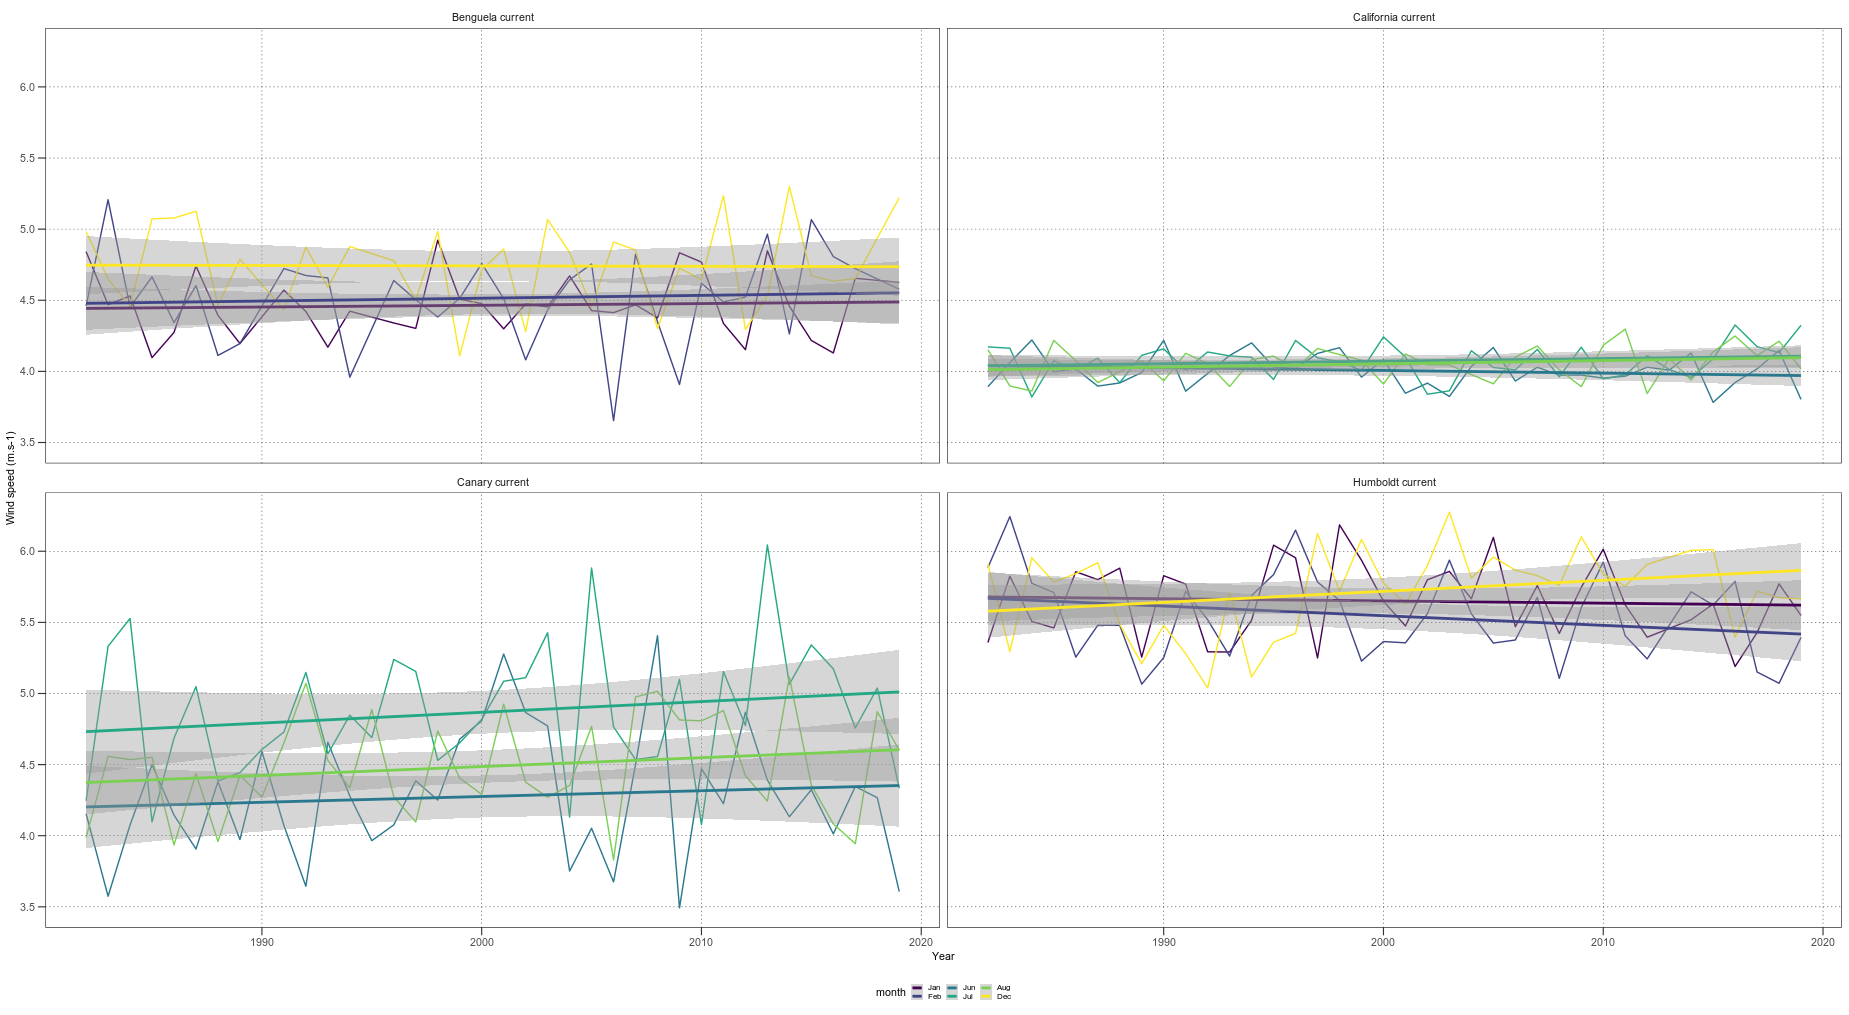 Benguela current California current
6.0
5.5
5.0
4.5
4.0
3.5
Wind speed (m.s-1)
Canary current Humboldt current
6.0
5.5
5.0
4.5
4.0
3.5
1990 2000 2010 2020 1990 2000 2010 2020
Year
month Jan Jun Aug
Feb Jul Dec